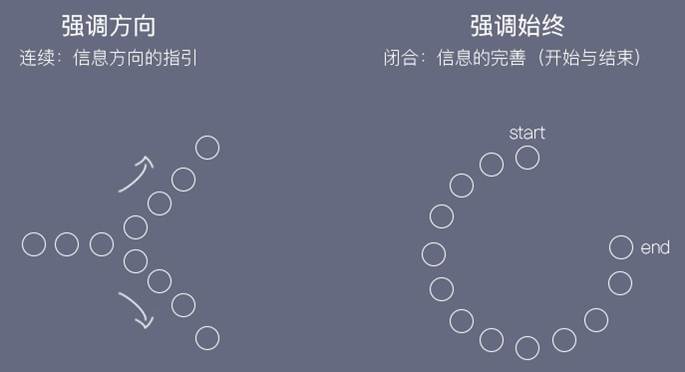 强调方向
连续：信息方向的指引
强调始终
闭合：信息的完善（开始与结束）
start
end